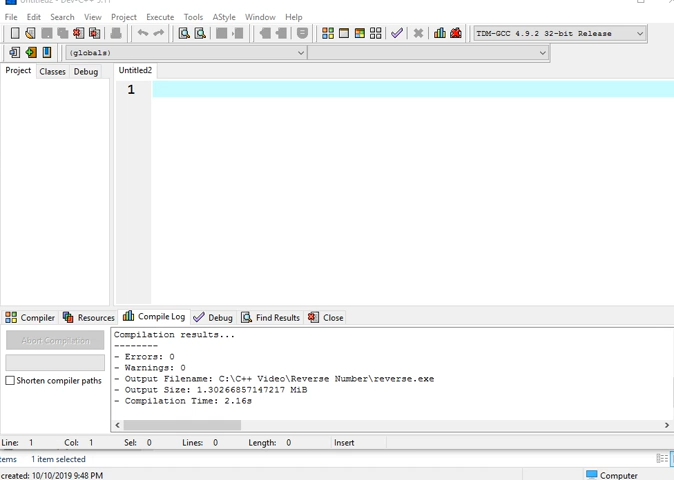 Untitled2 - Dev-C++ 5.11
File Edit Search View Project Execute Tools AStyle Window Help
TDM-GCC 4.9.2 32-bit Release
(globals)
Project Classes Debug
Untitled2
1
Compiler Resources Compile Log Debug Find Results Close
Abort Compilation
Shorten compiler paths
Compilation results...
--------
- Errors: 0
- Warnings: 0
- Output Filename: C:\C++ Video\Reverse Number\reverse.exe
- Output Size: 1.30266857147217 MiB
- Compilation Time: 2.16s
Line: 1 Col: 1 Sel: 0 Lines: 0 Length: 0 Insert
tems 1 item selected
created: 10/10/2019 9:48 PM
Computer